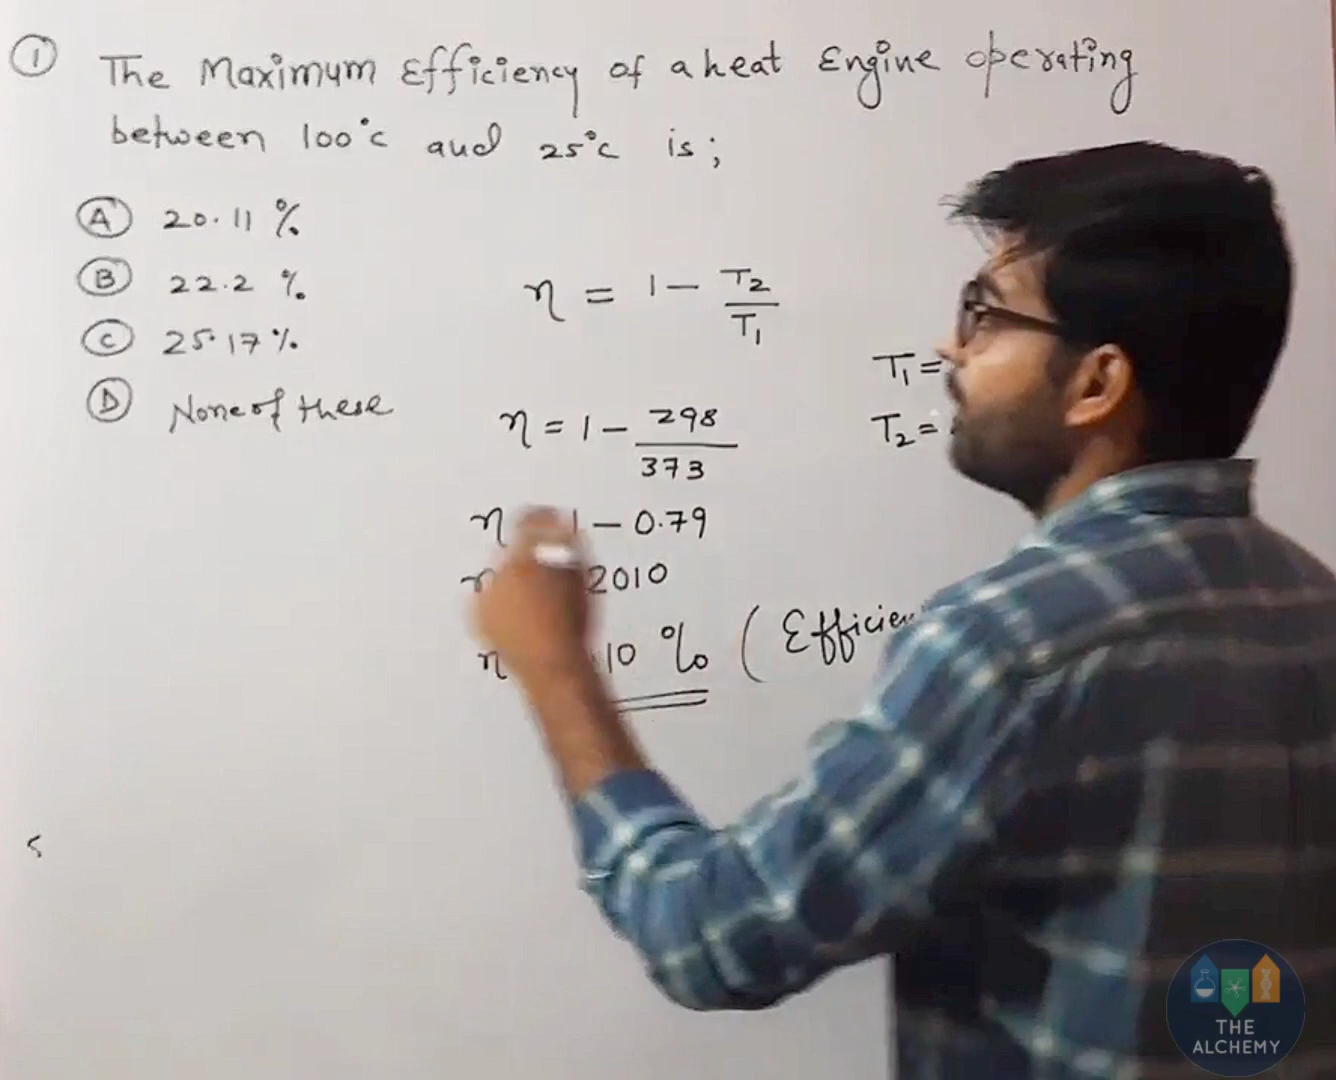 ① The Maximum Efficiency of a heat Engine operating
between 100°c and 25°c is;
Ⓐ 20.11 %
Ⓑ 22.2 %
Ⓒ 25.17 %
Ⓓ None of these
η = 1 - T₂/T₁
T₁ =
T₂ =
η = 1 - 298/373
η 1 - 0.79
η 2010
η 10 % (
THE
ALCHEMY